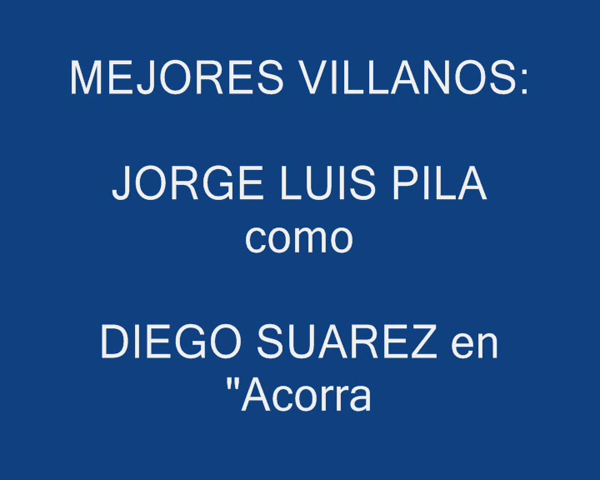 MEJORES VILLANOS:
JORGE LUIS PILA
como
DIEGO SUAREZ en
"Acorra